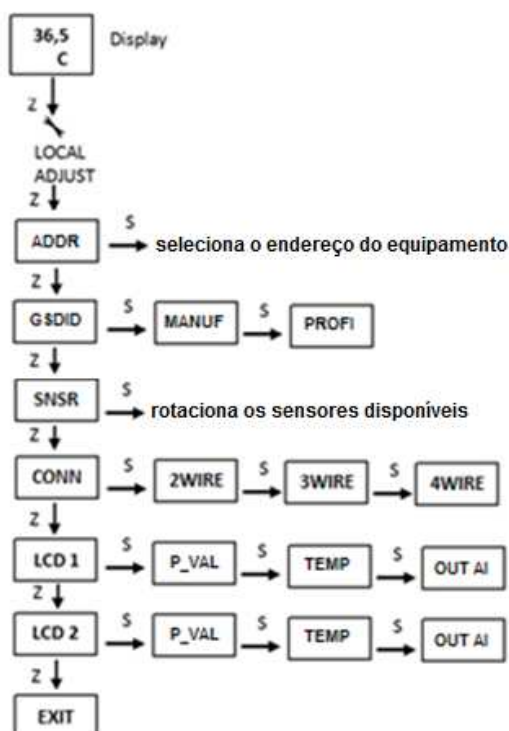 36,5
C
Display
Z
LOCAL
ADJUST
Z
S
ADDR
seleciona o endereço do equipamento
Z
S
S
GSDID
MANUF
PROFI
Z
S
SNSR
rotaciona os sensores disponíveis
Z
S
S
S
CONN
2WIRE
3WIRE
4WIRE
Z
S
S
S
LCD 1
P_VAL
TEMP
OUT AI
Z
S
S
S
LCD 2
P_VAL
TEMP
OUT AI
Z
EXIT